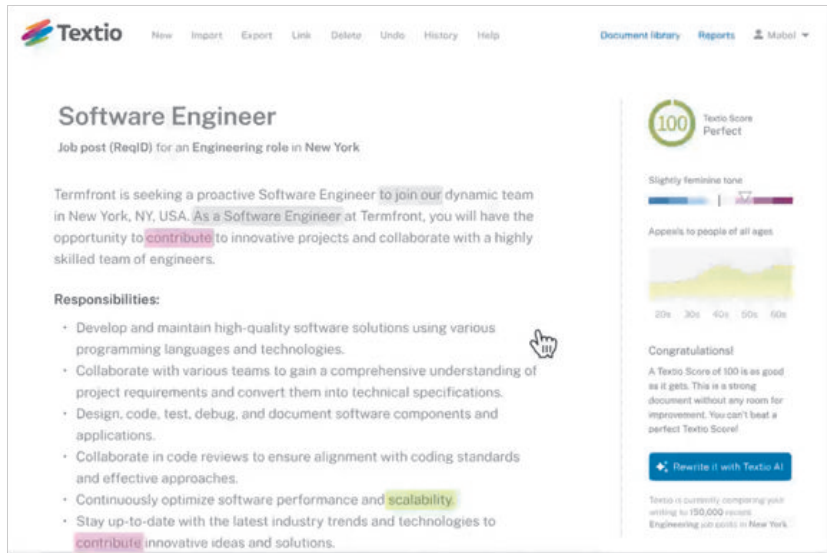 Textio
New Import Export Link Delete Undo History Help
Document library Reports Mabel
Software Engineer
Job post (ReqID) for an Engineering role in New York
Termfront is seeking a proactive Software Engineer to join our dynamic team
in New York, NY, USA. As a Software Engineer at Termfront, you will have the
opportunity to contribute to innovative projects and collaborate with a highly
skilled team of engineers.
Responsibilities:
• Develop and maintain high-quality software solutions using various
programming languages and technologies.
• Collaborate with various teams to gain a comprehensive understanding of
project requirements and convert them into technical specifications.
• Design, code, test, debug, and document software components and
applications.
• Collaborate in code reviews to ensure alignment with coding standards
and effective approaches.
• Continuously optimize software performance and scalability.
• Stay up-to-date with the latest industry trends and technologies to
contribute innovative ideas and solutions.
100
Textio Score
Perfect
Slightly feminine tone
Appeals to people of all ages
20s 30s 40s 50s 60s
Congratulations!
A Textio Score of 100 is as good
as it gets. This is a strong
document without any room for
improvement. You can't beat a
perfect Textio Score!
Rewrite it with Textio AI
Textio is currently comparing your
writing to 150,000 recent
Engineering job posts in New York.